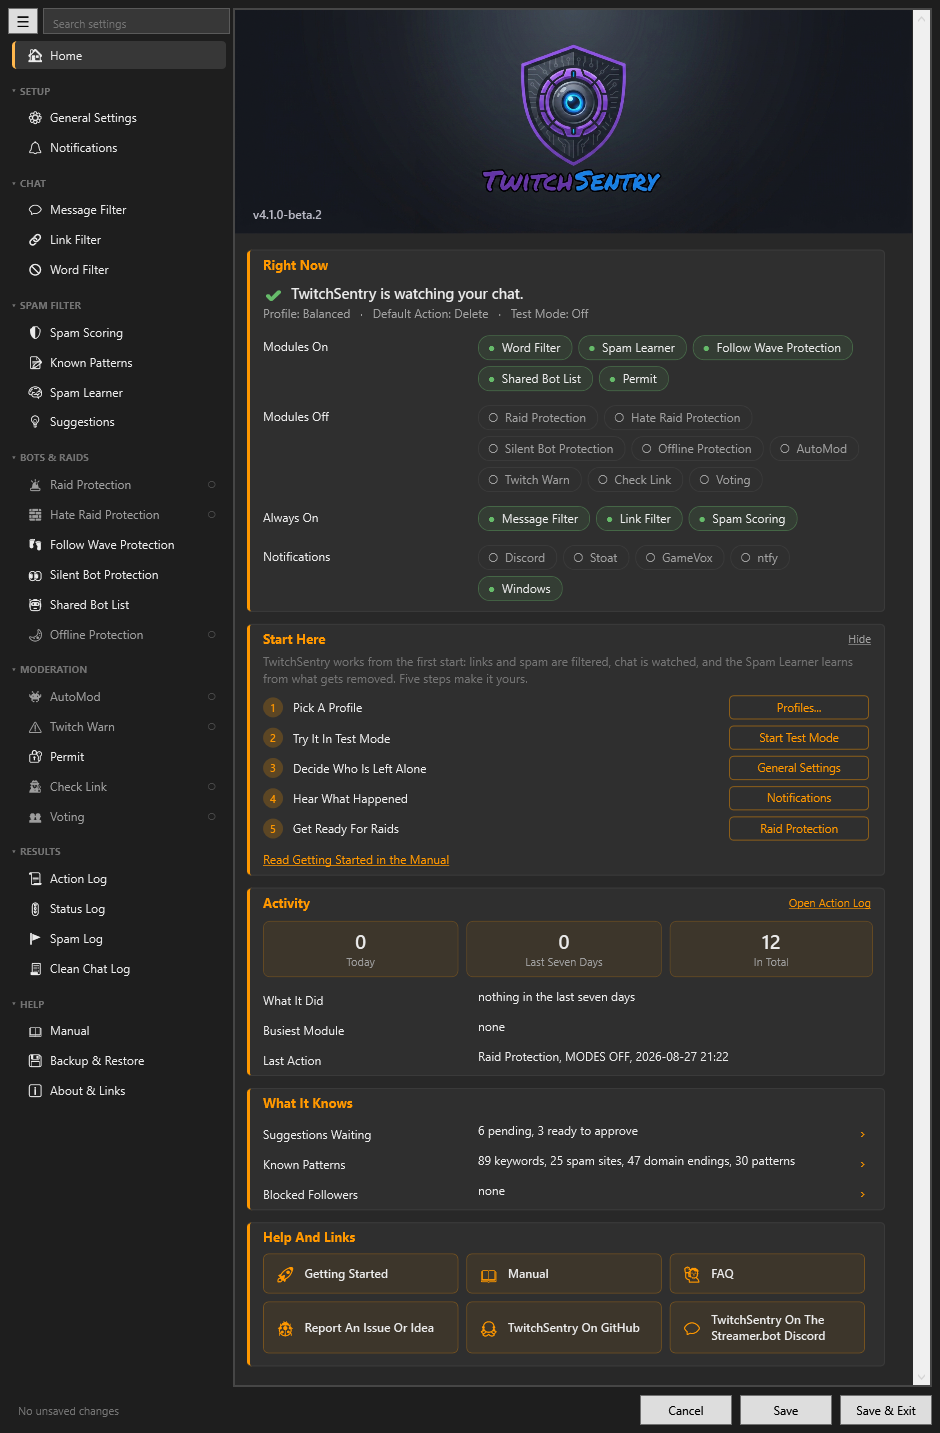 Search settings
Home
SETUP
General Settings
Notifications
CHAT
Message Filter
Link Filter
Word Filter
SPAM FILTER
Spam Scoring
Known Patterns
Spam Learner
Suggestions
BOTS & RAIDS
Raid Protection
Hate Raid Protection
Follow Wave Protection
Silent Bot Protection
Shared Bot List
Offline Protection
MODERATION
AutoMod
Twitch Warn
Permit
Check Link
Voting
RESULTS
Action Log
Status Log
Spam Log
Clean Chat Log
HELP
Manual
Backup & Restore
About & Links
No unsaved changes
TWITCHSENTRY
v4.1.0-beta.2
Right Now
TwitchSentry is watching your chat.
Profile: Balanced · Default Action: Delete · Test Mode: Off
Modules On
Word Filter Spam Learner Follow Wave Protection
Shared Bot List Permit
Modules Off
Raid Protection Hate Raid Protection
Silent Bot Protection Offline Protection AutoMod
Twitch Warn Check Link Voting
Always On
Message Filter Link Filter Spam Scoring
Notifications
Discord Stoat GameVox ntfy
Windows
Start Here Hide
TwitchSentry works from the first start: links and spam are filtered, chat is watched, and the Spam Learner learns
from what gets removed. Five steps make it yours.
1 Pick A Profile Profiles...
2 Try It In Test Mode Start Test Mode
3 Decide Who Is Left Alone General Settings
4 Hear What Happened Notifications
5 Get Ready For Raids Raid Protection
Read Getting Started in the Manual
Activity Open Action Log
0 0 12
Today Last Seven Days In Total
What It Did nothing in the last seven days
Busiest Module none
Last Action Raid Protection, MODES OFF, 2026-08-27 21:22
What It Knows
Suggestions Waiting 6 pending, 3 ready to approve
Known Patterns 89 keywords, 25 spam sites, 47 domain endings, 30 patterns
Blocked Followers none
Help And Links
Getting Started Manual FAQ
Report An Issue Or Idea TwitchSentry On GitHub TwitchSentry On The
Streamer.bot Discord
Cancel Save Save & Exit